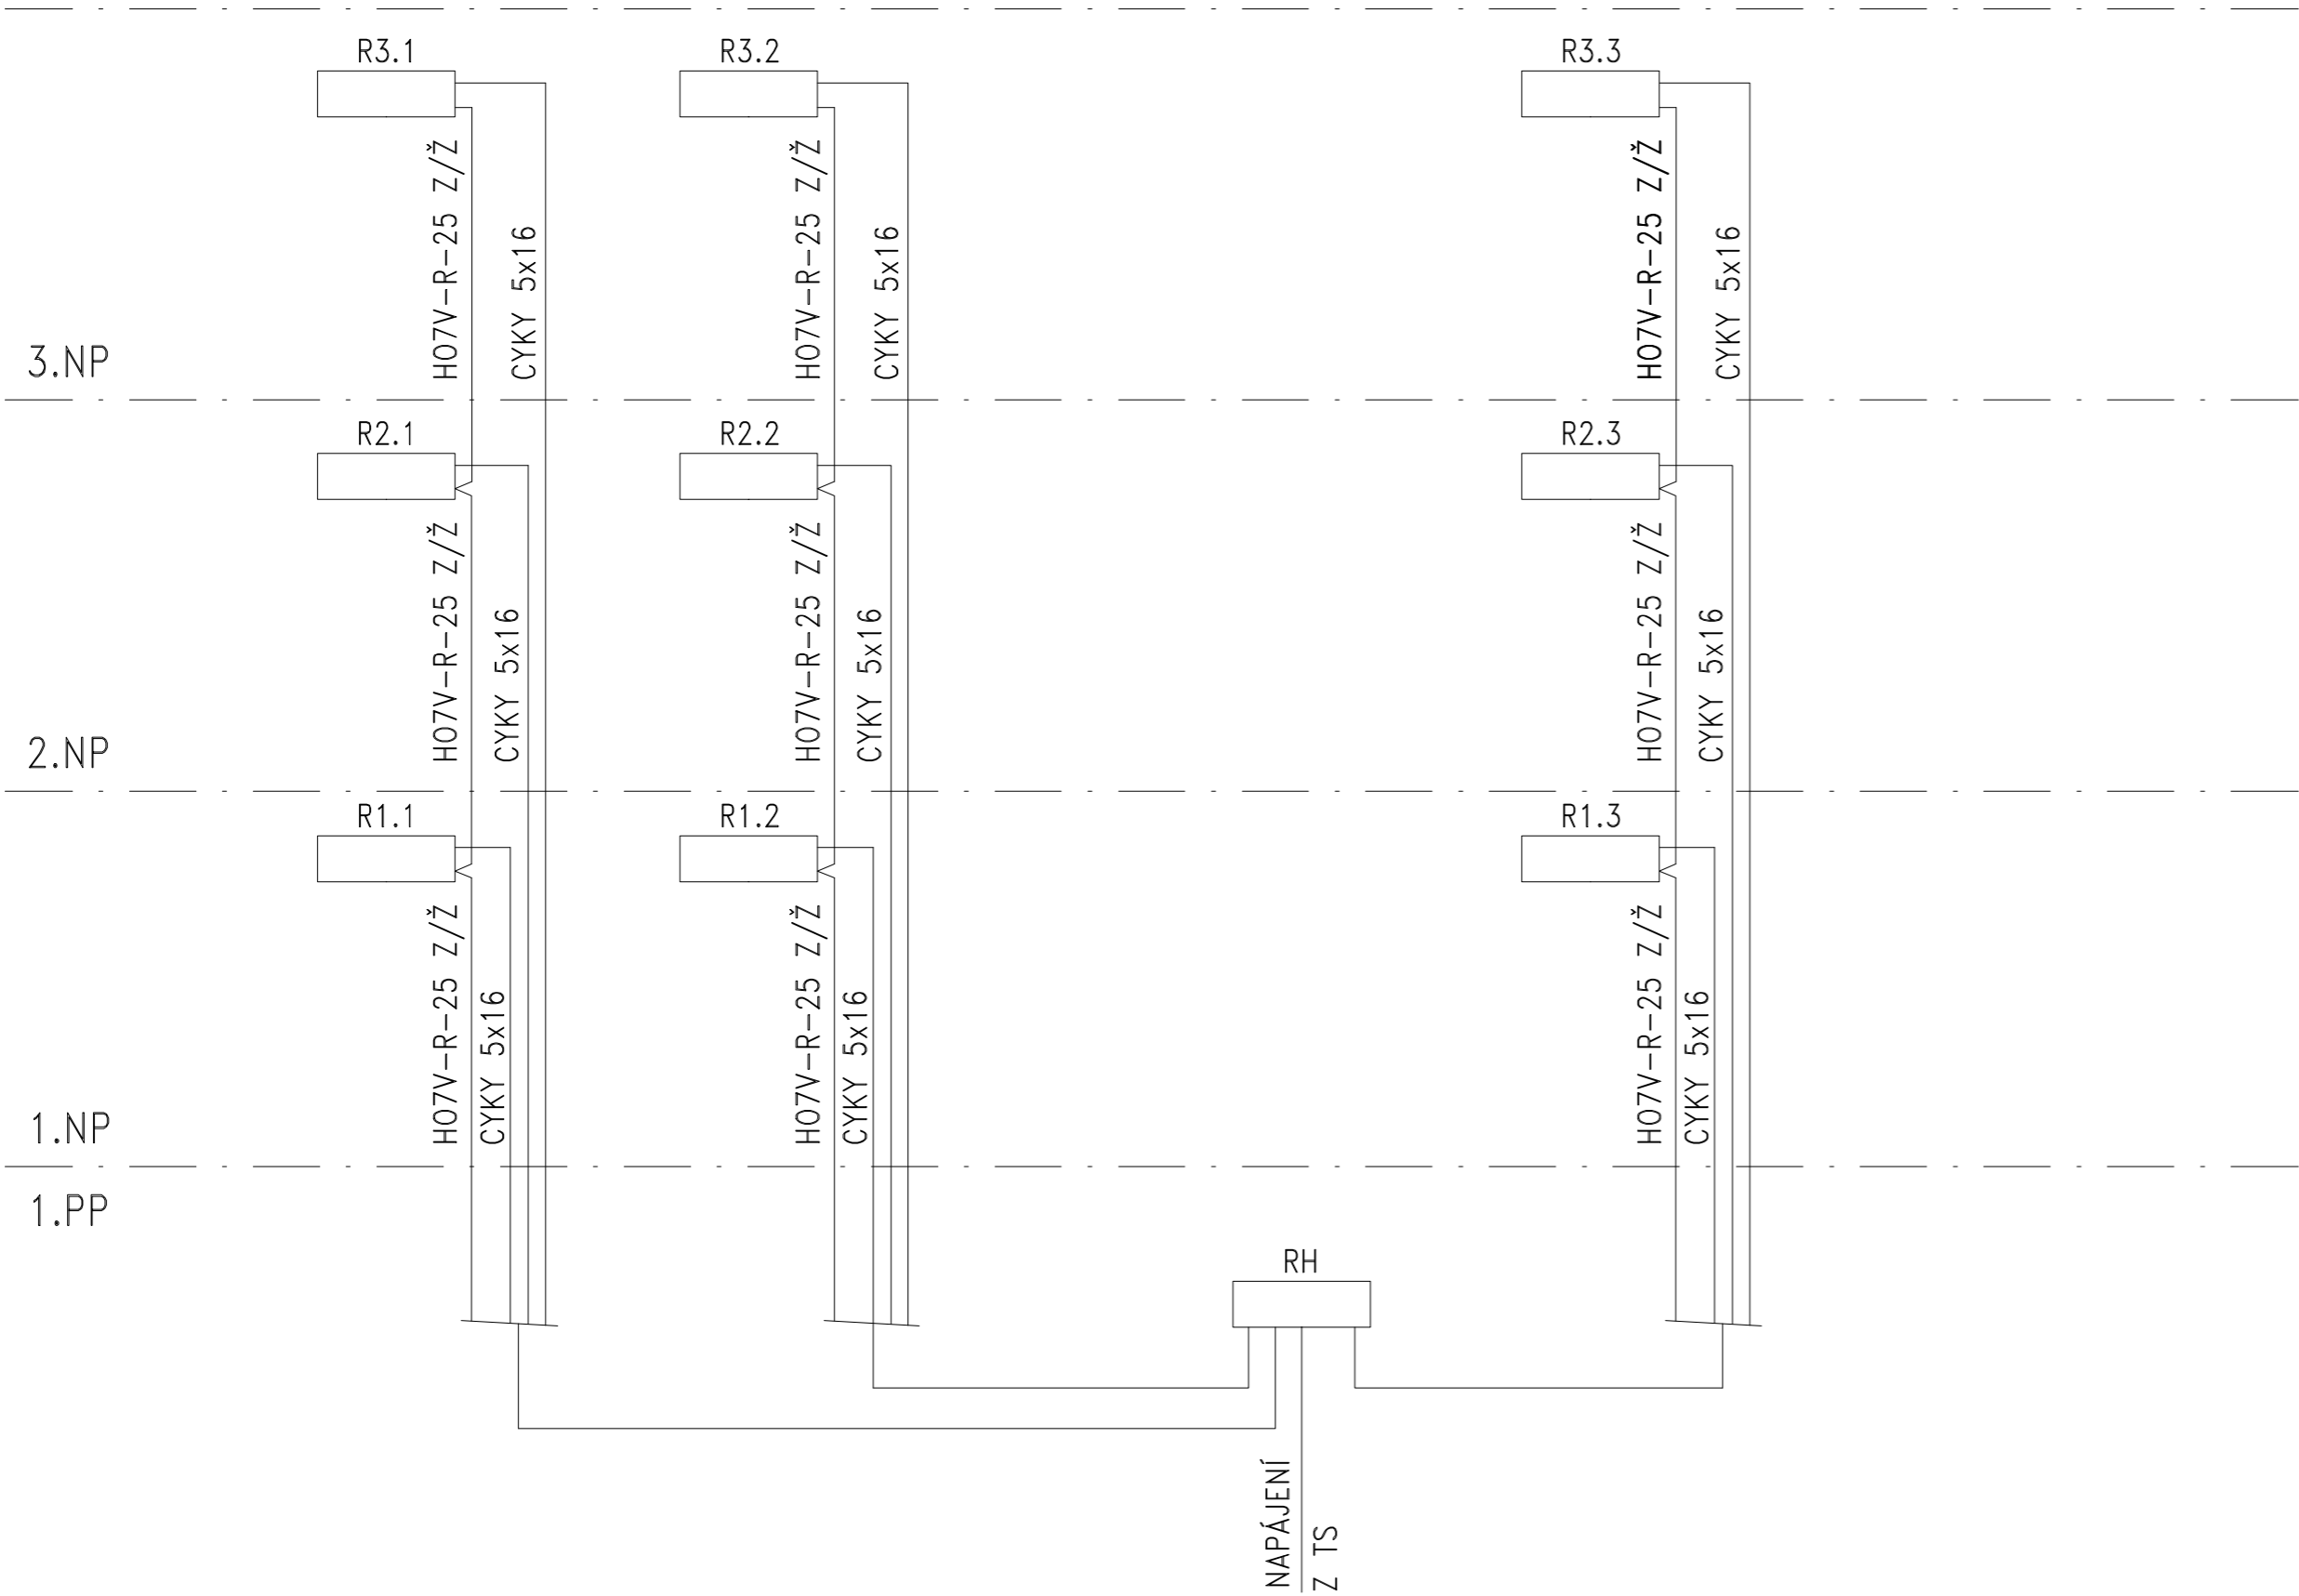 R3.1
R3.2
R3.3
H07V-R-25 Z/Ž
CYKY 5x16
H07V-R-25 Z/Ž
CYKY 5x16
H07V-R-25 Z/Ž
CYKY 5x16
3.NP
R2.1
R2.2
R2.3
H07V-R-25 Z/Ž
CYKY 5x16
H07V-R-25 Z/Ž
CYKY 5x16
H07V-R-25 Z/Ž
CYKY 5x16
2.NP
R1.1
R1.2
R1.3
H07V-R-25 Z/Ž
CYKY 5x16
H07V-R-25 Z/Ž
CYKY 5x16
H07V-R-25 Z/Ž
CYKY 5x16
1.NP
1.PP
RH
NAPÁJENÍ
Z TS